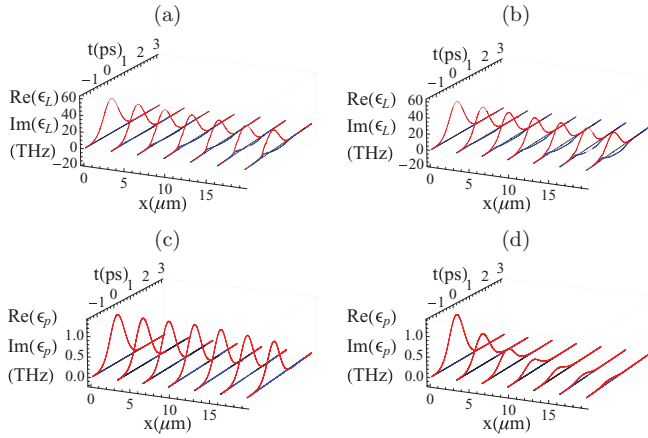 (a)
t(ps)
−1 0 1 2 3
Re(ϵ_L)
Im(ϵ_L)
(THz)
60
40
20
0
−20
0 5 10 15
x(μm)
(b)
t(ps)
−1 0 1 2 3
Re(ϵ_L)
Im(ϵ_L)
(THz)
60
40
20
0
−20
0 5 10 15
x(μm)
(c)
t(ps)
−1 0 1 2 3
Re(ϵ_p)
Im(ϵ_p)
(THz)
1.0
0.5
0.0
0 5 10 15
x(μm)
(d)
t(ps)
−1 0 1 2 3
Re(ϵ_p)
Im(ϵ_p)
(THz)
1.0
0.5
0.0
0 5 10 15
x(μm)